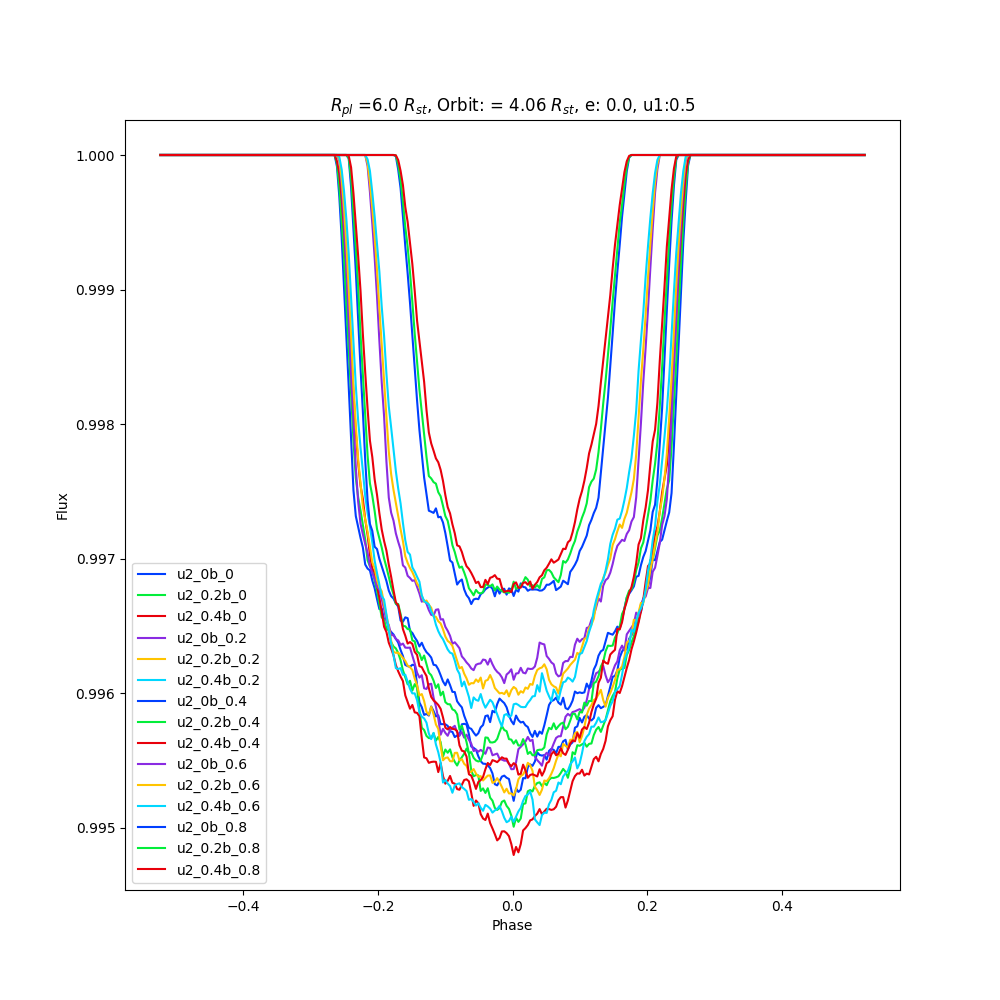 R_pl =6.0 R_st, Orbit: = 4.06 R_st, e: 0.0, u1:0.5
1.000
0.999
0.998
0.997
0.996
0.995
Flux
u2_0b_0
u2_0.2b_0
u2_0.4b_0
u2_0b_0.2
u2_0.2b_0.2
u2_0.4b_0.2
u2_0b_0.4
u2_0.2b_0.4
u2_0.4b_0.4
u2_0b_0.6
u2_0.2b_0.6
u2_0.4b_0.6
u2_0b_0.8
u2_0.2b_0.8
u2_0.4b_0.8
−0.4 −0.2 0.0 0.2 0.4
Phase